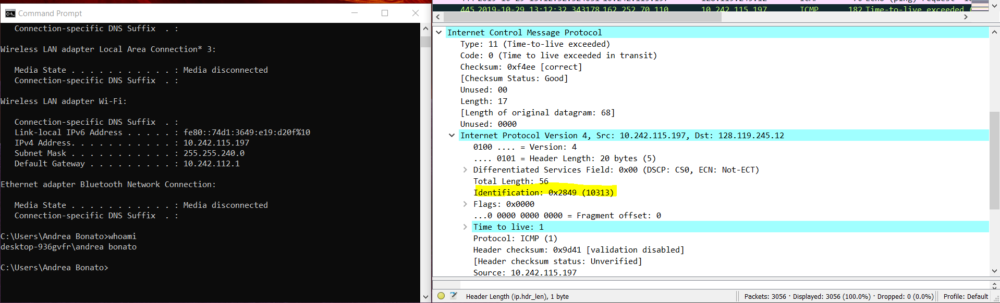 Command Prompt
Connection-specific DNS Suffix  . :
Wireless LAN adapter Local Area Connection* 3:
Media State . . . . . . . . . . . : Media disconnected
Connection-specific DNS Suffix  . :
Wireless LAN adapter Wi-Fi:
Connection-specific DNS Suffix  . :
Link-local IPv6 Address . . . . . : fe80::74d1:3649:e19:d20f%10
IPv4 Address. . . . . . . . . . . : 10.242.115.197
Subnet Mask . . . . . . . . . . . : 255.255.240.0
Default Gateway . . . . . . . . . : 10.242.112.1
Ethernet adapter Bluetooth Network Connection:
Media State . . . . . . . . . . . : Media disconnected
Connection-specific DNS Suffix  . :
C:\Users\Andrea Bonato>whoami
desktop-936gvfr\andrea bonato
C:\Users\Andrea Bonato>
445 2019-10-29 13:12:32.343178 162.252.70.110 10.242.115.197 ICMP 182 Time-to-live exceeded (
Internet Control Message Protocol
Type: 11 (Time-to-live exceeded)
Code: 0 (Time to live exceeded in transit)
Checksum: 0xf4ee [correct]
[Checksum Status: Good]
Unused: 00
Length: 17
[Length of original datagram: 68]
Unused: 0000
Internet Protocol Version 4, Src: 10.242.115.197, Dst: 128.119.245.12
0100 .... = Version: 4
.... 0101 = Header Length: 20 bytes (5)
Differentiated Services Field: 0x00 (DSCP: CS0, ECN: Not-ECT)
Total Length: 56
Identification: 0x2849 (10313)
Flags: 0x0000
...0 0000 0000 0000 = Fragment offset: 0
Time to live: 1
Protocol: ICMP (1)
Header checksum: 0x9d41 [validation disabled]
[Header checksum status: Unverified]
Source: 10.242.115.197
Header Length (ip.hdr_len), 1 byte
Packets: 3056 · Displayed: 3056 (100.0%) · Dropped: 0 (0.0%)
Profile: Default